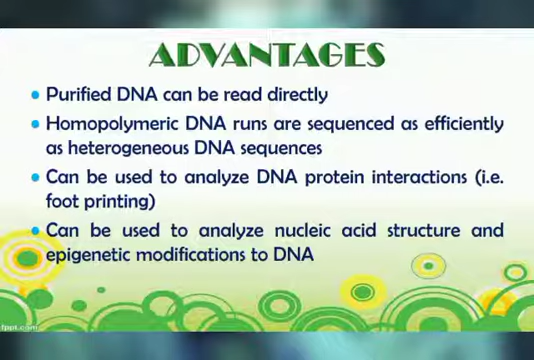 ADVANTAGES
Purified DNA can be read directly
Homopolymeric DNA runs are sequenced as efficiently
as heterogeneous DNA sequences
Can be used to analyze DNA protein interactions (i.e.
foot printing)
Can be used to analyze nucleic acid structure and
epigenetic modifications to DNA
fppt.com